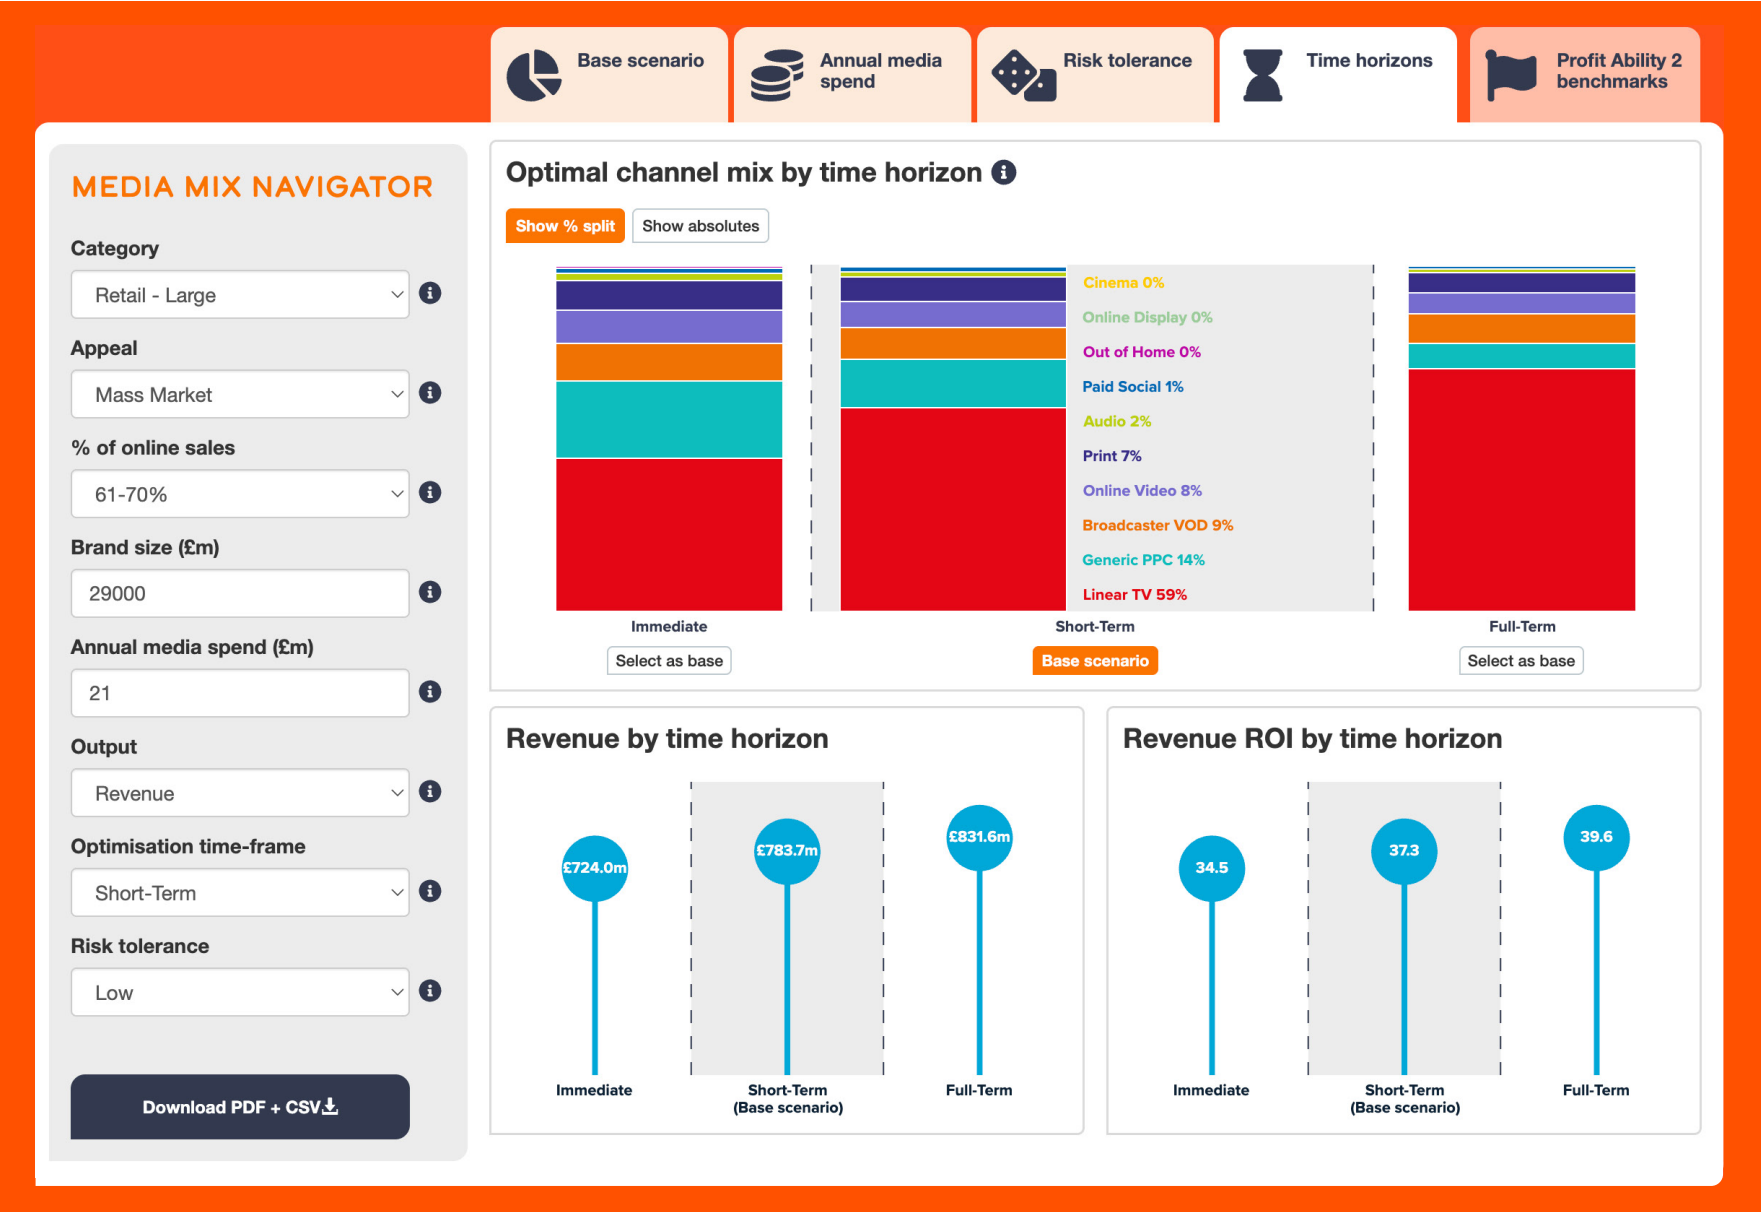 Base scenario
Annual media
spend
Risk tolerance
Time horizons
Profit Ability 2
benchmarks
MEDIA MIX NAVIGATOR
Category
Retail - Large
Appeal
Mass Market
% of online sales
61-70%
Brand size (£m)
29000
Annual media spend (£m)
21
Output
Revenue
Optimisation time-frame
Short-Term
Risk tolerance
Low
Download PDF + CSV
Optimal channel mix by time horizon
Show % split
Show absolutes
Cinema 0%
Online Display 0%
Out of Home 0%
Paid Social 1%
Audio 2%
Print 7%
Online Video 8%
Broadcaster VOD 9%
Generic PPC 14%
Linear TV 59%
Immediate
Short-Term
Full-Term
Select as base
Base scenario
Select as base
Revenue by time horizon
£724.0m
£783.7m
£831.6m
Immediate
Short-Term
(Base scenario)
Full-Term
Revenue ROI by time horizon
34.5
37.3
39.6
Immediate
Short-Term
(Base scenario)
Full-Term